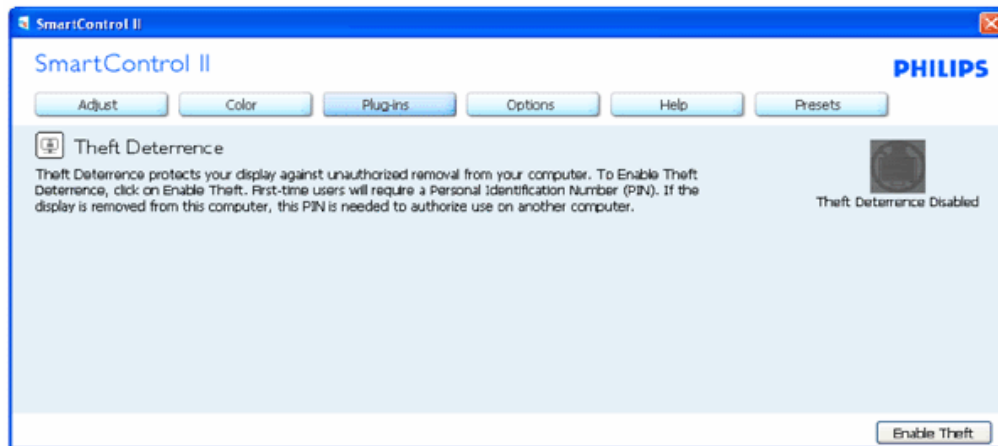 SmartControl II
SmartControl II
PHILIPS
Adjust Color Plug-ins Options Help Presets
Theft Deterrence
Theft Deterrence protects your display against unauthorized removal from your computer. To Enable Theft
Deterrence, click on Enable Theft. First-time users will require a Personal Identification Number (PIN). If the
display is removed from this computer, this PIN is needed to authorize use on another computer.
Theft Deterrence Disabled
Enable Theft